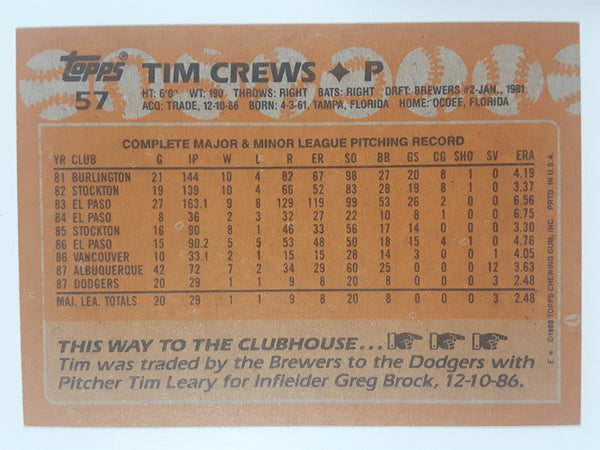 Topps® TIM CREWS ✦ P
57 HT: 6'0" WT: 190 THROWS: RIGHT BATS: RIGHT DRFT: BREWERS #2-JAN., 1981
ACQ: TRADE, 12-10-86 BORN: 4-3-61, TAMPA, FLORIDA HOME: OCOEE, FLORIDA
COMPLETE MAJOR & MINOR LEAGUE PITCHING RECORD
YR CLUB G IP W L R ER SO BB GS CG SHO SV ERA
81 BURLINGTON 21 144 10 4 82 67 98 27 20 8 1 0 4.19
82 STOCKTON 19 139 10 4 66 52 83 28 19 6 1 0 3.37
83 EL PASO 27 163.1 9 8 129 119 99 53 26 2 0 0 6.56
84 EL PASO 8 36 2 3 32 27 22 10 8 1 0 0 6.75
85 STOCKTON 16 90 8 3 46 33 56 17 14 0 0 0 3.30
86 EL PASO 15 90.2 5 5 53 48 50 18 15 4 0 0 4.76
86 VANCOUVER 10 33.1 2 1 18 15 28 14 3 0 0 1 4.05
87 ALBUQUERQUE 42 72 7 2 34 29 60 25 0 0 0 12 3.63
87 DODGERS 20 29 1 1 9 8 20 8 0 0 0 3 2.48
MAJ. LEA. TOTALS 20 29 1 1 9 8 20 8 0 0 0 3 2.48
THIS WAY TO THE CLUBHOUSE...
Tim was traded by the Brewers to the Dodgers with
Pitcher Tim Leary for Infielder Greg Brock, 12-10-86.
E * ©1988 TOPPS CHEWING GUM, INC. PRTD. IN U.S.A.